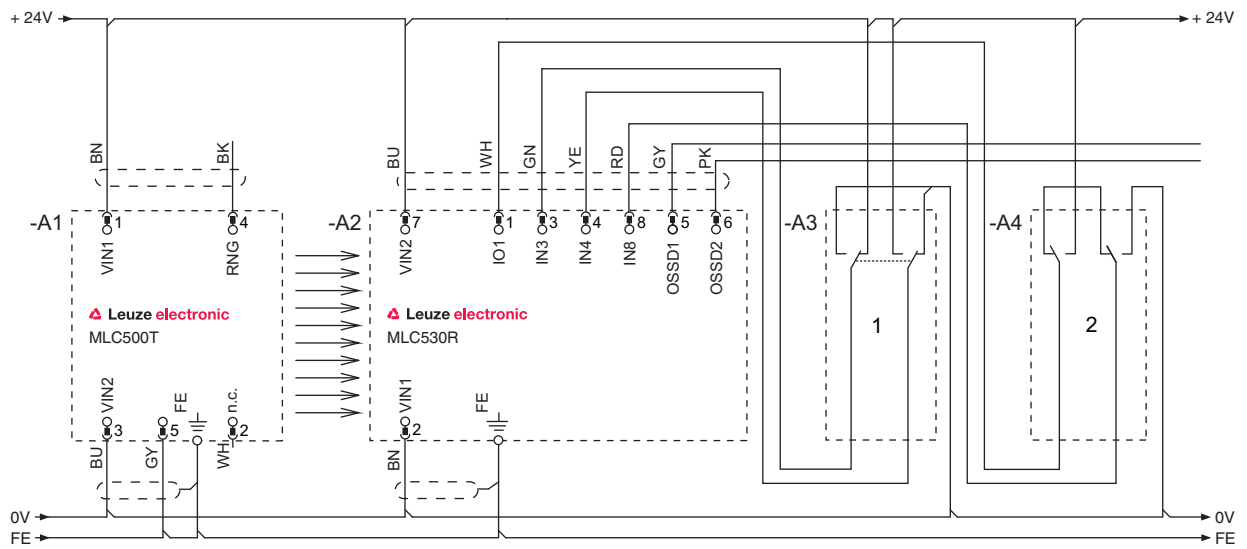 + 24V
+ 24V
BN
BK
BU
WH
GN
YE
RD
GY
PK
-A1
1
4
-A2
7
1
3
4
8
5
6
-A3
-A4
VIN1
RNG
VIN2
IO1
IN3
IN4
IN8
OSSD1
OSSD2
Leuze electronic
MLC500T
Leuze electronic
MLC530R
1
2
VIN2
FE
n.c.
VIN1
FE
3
5
2
2
BU
GY
WH
BN
0V
0V
FE
FE